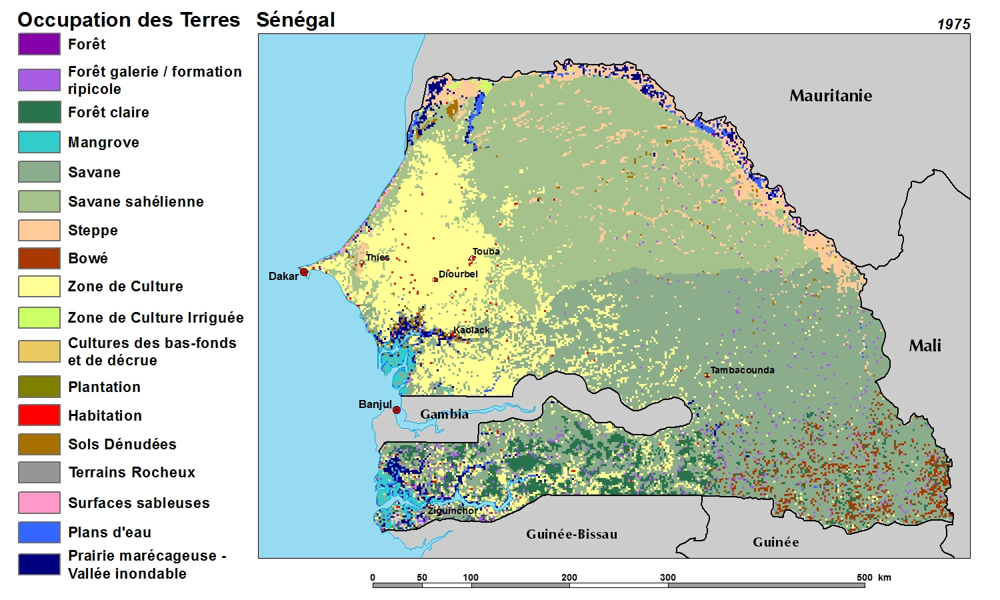 Occupation des Terres
Sénégal
1975
Forêt
Forêt galerie / formation
ripicole
Forêt claire
Mangrove
Savane
Savane sahélienne
Steppe
Bowé
Zone de Culture
Zone de Culture Irriguée
Cultures des bas-fonds
et de décrue
Plantation
Habitation
Sols Dénudées
Terrains Rocheux
Surfaces sableuses
Plans d'eau
Prairie marécageuse -
Vallée inondable
Mauritanie
Thies
Touba
Dakar
Diourbel
Kaolack
Mali
Tambacounda
Banjul
Gambia
Ziguinchor
Guinée-Bissau
Guinée
0 50 100 200 300 500 km